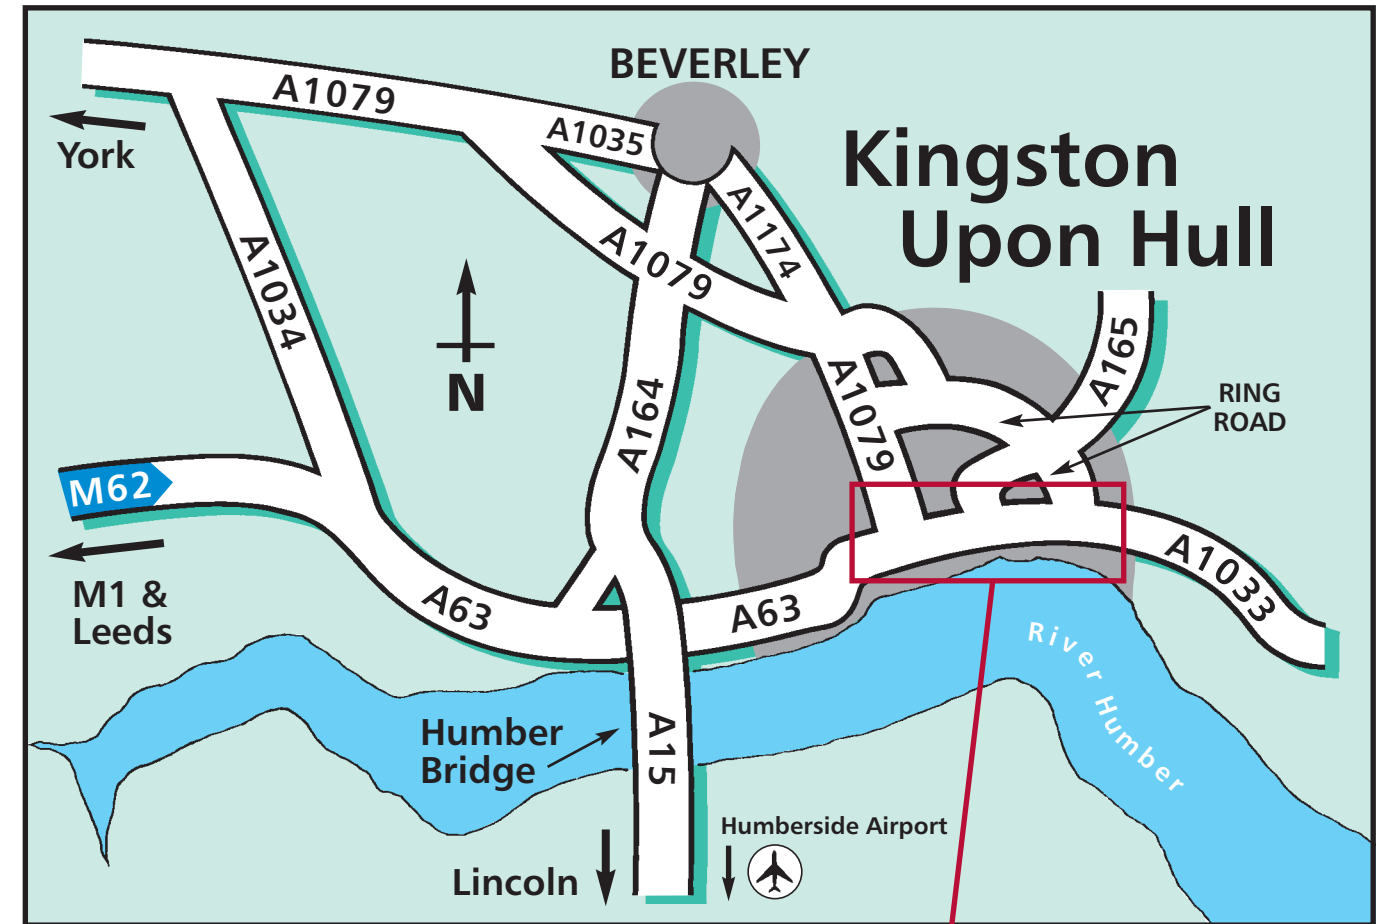 BEVERLEY
A1079
A1035
York
Kingston
Upon Hull
A1174
A1034
A1079
N
A164
A1079
A165
RING
ROAD
M62
M1 &
Leeds
A63
A63
A1033
River Humber
Humber
Bridge
A15
Humberside Airport
Lincoln